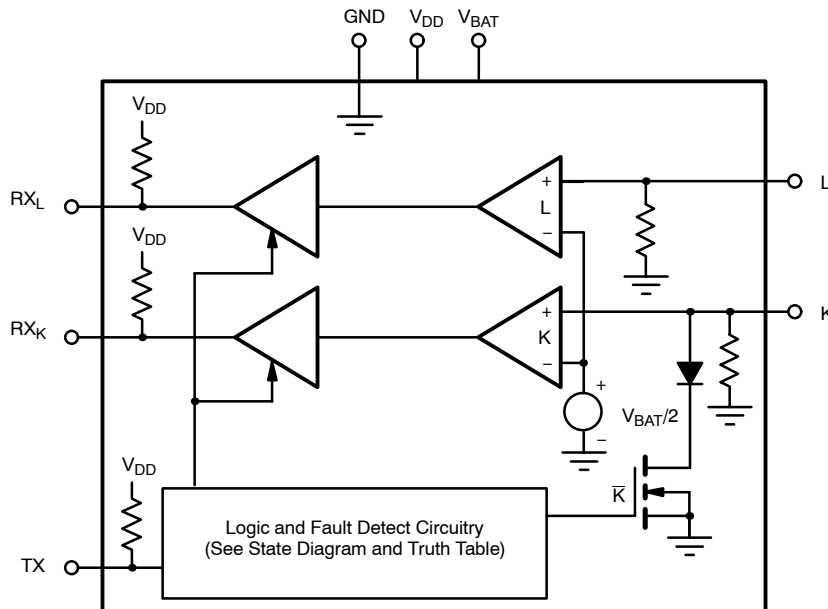 GND
V_DD
V_BAT
V_DD
RX_L
+
L
−
L
V_DD
RX_K
+
K
−
K
+
V_BAT/2
−
V_DD
K̅
Logic and Fault Detect Circuitry
(See State Diagram and Truth Table)
TX